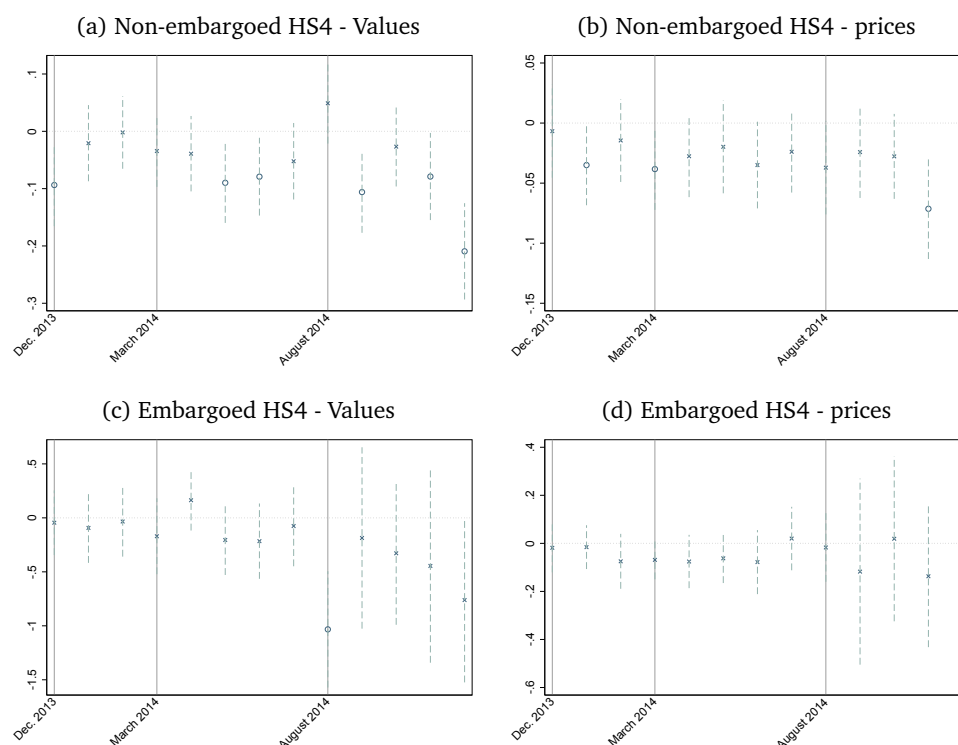 (a) Non-embargoed HS4 - Values
.1
0
-.1
-.2
-.3
Dec. 2013
March 2014
August 2014
(b) Non-embargoed HS4 - prices
.05
0
-.05
-.1
-.15
Dec. 2013
March 2014
August 2014
(c) Embargoed HS4 - Values
.5
0
-.5
-1
-1.5
Dec. 2013
March 2014
August 2014
(d) Embargoed HS4 - prices
.4
.2
0
-.2
-.4
-.6
Dec. 2013
March 2014
August 2014